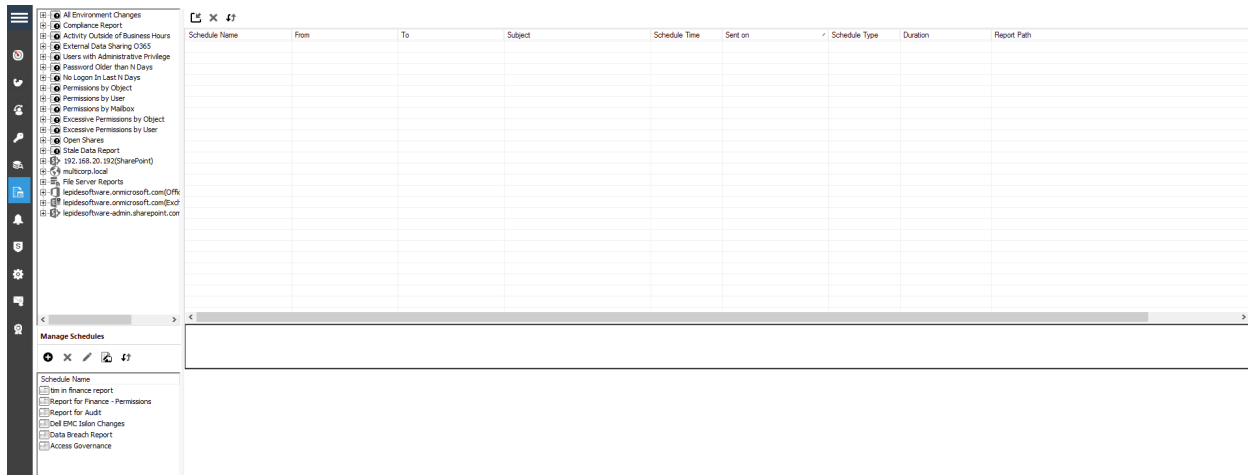 All Environment Changes
Compliance Report
Activity Outside of Business Hours
External Data Sharing O365
Users with Administrative Privilege
Password Older than N Days
No Logon In Last N Days
Permissions by Object
Permissions by User
Permissions by Mailbox
Excessive Permissions by Object
Excessive Permissions by User
Open Shares
Stale Data Report
192.168.20.192(SharePoint)
multicorp.local
File Server Reports
lepidesoftware.onmicrosoft.com(Offic
lepidesoftware.onmicrosoft.com(Exch
lepidesoftware-admin.sharepoint.com
Schedule Name From To Subject Schedule Time Sent on Schedule Type Duration Report Path
Manage Schedules
Schedule Name
tim in finance report
Report for Finance - Permissions
Report for Audit
Dell EMC Isilon Changes
Data Breach Report
Access Governance